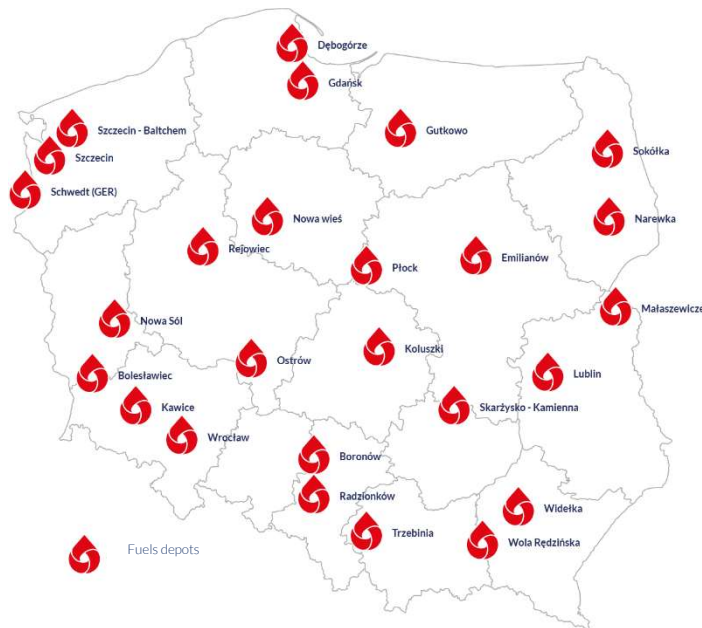 Dębogórze
Gdańsk
Szczecin - Baltchem
Gutkowo
Szczecin
Sokółka
Schwedt (GER)
Nowa wieś
Narewka
Rejowiec
Emilianów
Płock
Małaszewicze
Nowa Sól
Koluszki
Ostrów
Bolesławiec
Lublin
Kawice
Skarżysko - Kamienna
Wrocław
Boronów
Radzionków
Widełka
Trzebinia
Wola Rędzińska
Fuels depots